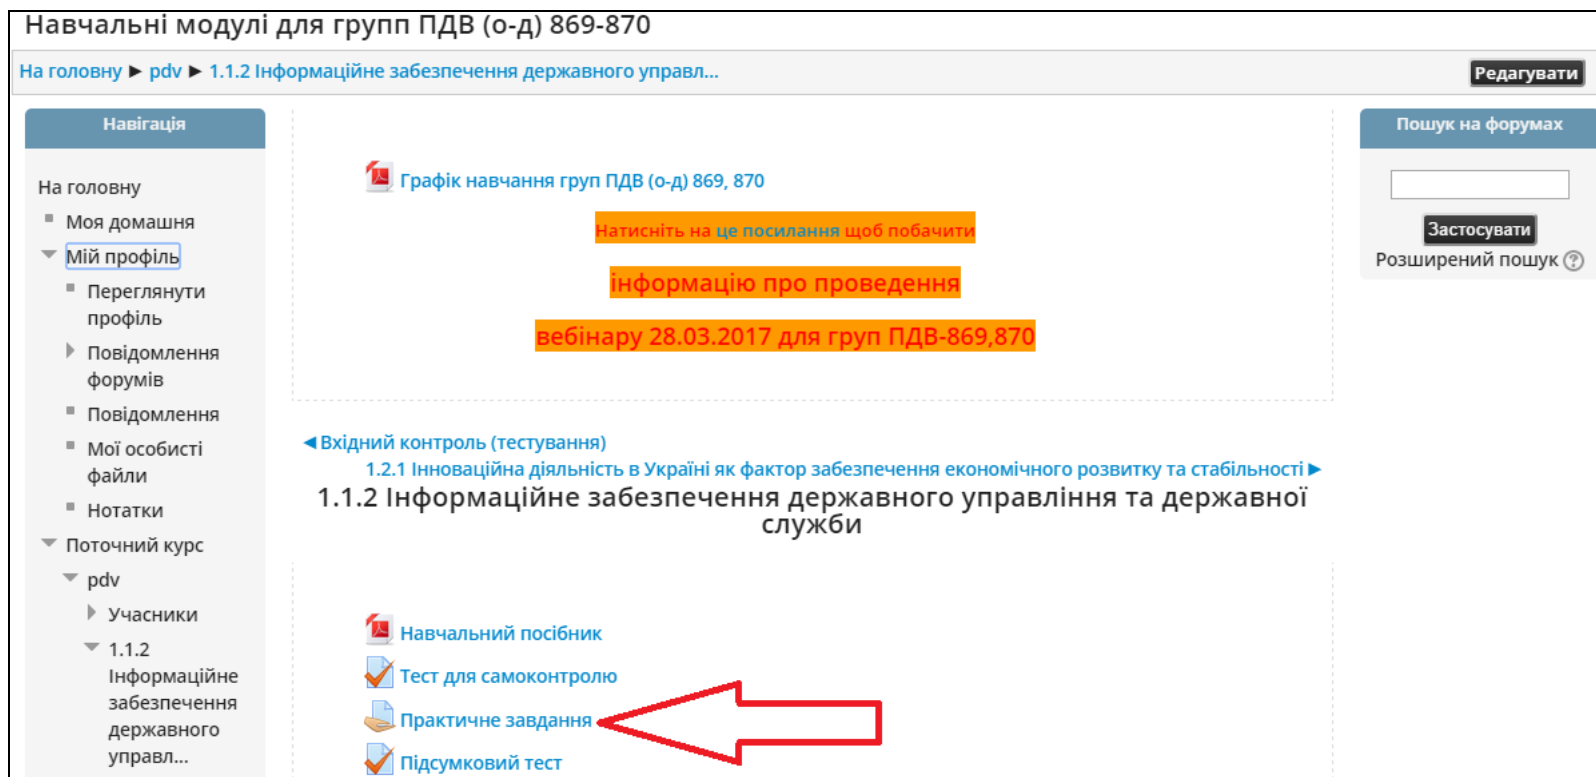 Навчальні модулі для групп ПДВ (о-д) 869-870
На головну ► pdv ► 1.1.2 Інформаційне забезпечення державного управл...
Редагувати
Навігація
На головну
Моя домашня
Мій профіль
Переглянути
профіль
Повідомлення
форумів
Повідомлення
Мої особисті
файли
Нотатки
Поточний курс
pdv
Учасники
1.1.2
Інформаційне
забезпечення
державного
управл...
Графік навчання груп ПДВ (о-д) 869, 870
Натисніть на це посилання щоб побачити
інформацію про проведення
вебінару 28.03.2017 для груп ПДВ-869,870
◄Вхідний контроль (тестування)
1.2.1 Інноваційна діяльність в Україні як фактор забезпечення економічного розвитку та стабільності►
1.1.2 Інформаційне забезпечення державного управління та державної
служби
Навчальний посібник
Тест для самоконтролю
Практичне завдання
Підсумковий тест
Пошук на форумах
Застосувати
Розширений пошук ?